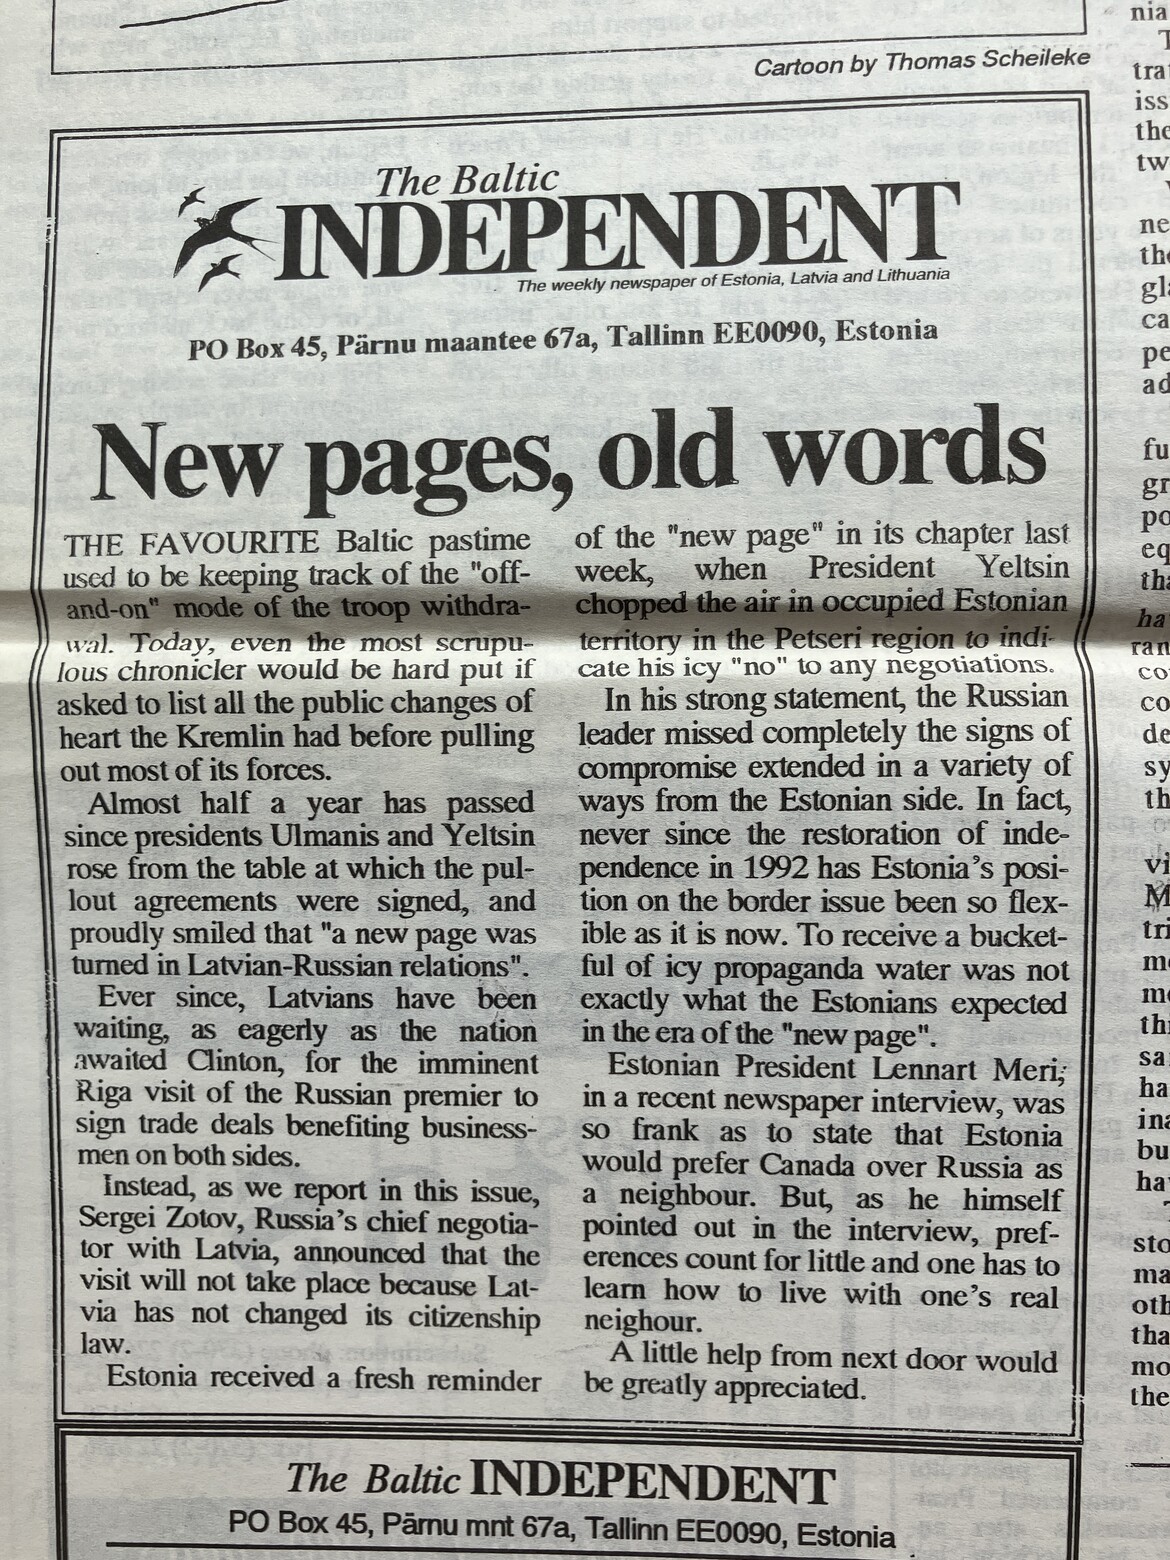 Cartoon by Thomas Scheileke
The Baltic
INDEPENDENT
The weekly newspaper of Estonia, Latvia and Lithuania
PO Box 45, Pärnu maantee 67a, Tallinn EE0090, Estonia
New pages, old words
THE FAVOURITE Baltic pastime
used to be keeping track of the "off-
and-on" mode of the troop withdra-
wal. Today, even the most scrupu-
lous chronicler would be hard put if
asked to list all the public changes of
heart the Kremlin had before pulling
out most of its forces.
Almost half a year has passed
since presidents Ulmanis and Yeltsin
rose from the table at which the pul-
lout agreements were signed, and
proudly smiled that "a new page was
turned in Latvian-Russian relations".
Ever since, Latvians have been
waiting, as eagerly as the nation
awaited Clinton, for the imminent
Riga visit of the Russian premier to
sign trade deals benefiting business-
men on both sides.
Instead, as we report in this issue,
Sergei Zotov, Russia's chief negotia-
tor with Latvia, announced that the
visit will not take place because Lat-
via has not changed its citizenship
law.
Estonia received a fresh reminder
of the "new page" in its chapter last
week, when President Yeltsin
chopped the air in occupied Estonian
territory in the Petseri region to indi-
cate his icy "no" to any negotiations.
In his strong statement, the Russian
leader missed completely the signs of
compromise extended in a variety of
ways from the Estonian side. In fact,
never since the restoration of inde-
pendence in 1992 has Estonia's posi-
tion on the border issue been so flex-
ible as it is now. To receive a bucket-
ful of icy propaganda water was not
exactly what the Estonians expected
in the era of the "new page".
Estonian President Lennart Meri,
in a recent newspaper interview, was
so frank as to state that Estonia
would prefer Canada over Russia as
a neighbour. But, as he himself
pointed out in the interview, pref-
erences count for little and one has to
learn how to live with one's real
neighour.
A little help from next door would
be greatly appreciated.
The Baltic INDEPENDENT
PO Box 45, Pärnu mnt 67a, Tallinn EE0090, Estonia